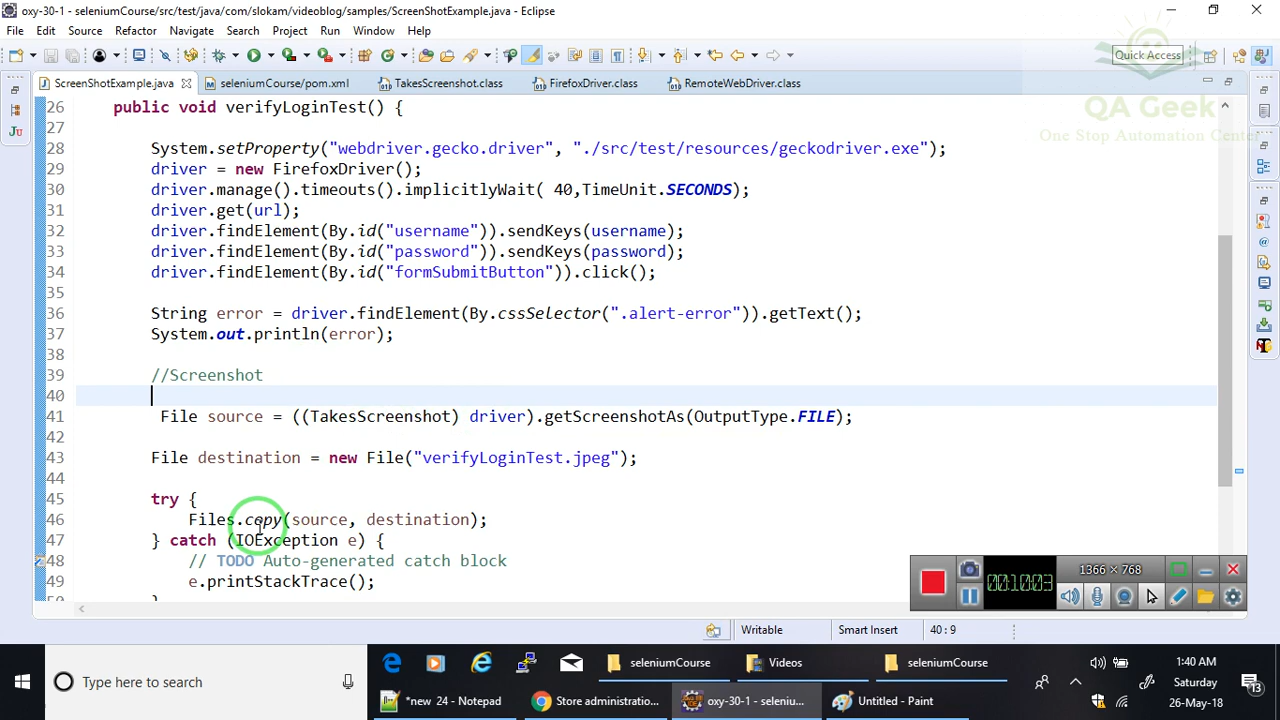 oxy-30-1 - seleniumCourse/src/test/java/com/slokam/videoblog/samples/ScreenShotExample.java - Eclipse
File Edit Source Refactor Navigate Search Project Run Window Help
Quick Access
ScreenShotExample.java seleniumCourse/pom.xml TakesScreenshot.class FirefoxDriver.class RemoteWebDriver.class
QA Geek
One Stop Automation Center
26 public void verifyLoginTest() {
27
28 System.setProperty("webdriver.gecko.driver", "./src/test/resources/geckodriver.exe");
29 driver = new FirefoxDriver();
30 driver.manage().timeouts().implicitlyWait( 40,TimeUnit.SECONDS);
31 driver.get(url);
32 driver.findElement(By.id("username")).sendKeys(username);
33 driver.findElement(By.id("password")).sendKeys(password);
34 driver.findElement(By.id("formSubmitButton")).click();
35
36 String error = driver.findElement(By.cssSelector(".alert-error")).getText();
37 System.out.println(error);
38
39 //Screenshot
40
41 File source = ((TakesScreenshot) driver).getScreenshotAs(OutputType.FILE);
42
43 File destination = new File("verifyLoginTest.jpeg");
44
45 try {
46 Files.copy(source, destination);
47 } catch (IOException e) {
48 // TODO Auto-generated catch block
49 e.printStackTrace();
1366 × 768
00:10:03
Writable Smart Insert 40 : 9
seleniumCourse Videos seleniumCourse
Type here to search
*new 24 - Notepad Store administratio... oxy-30-1 - seleniu... Untitled - Paint
1:40 AM
Saturday
26-May-18
13